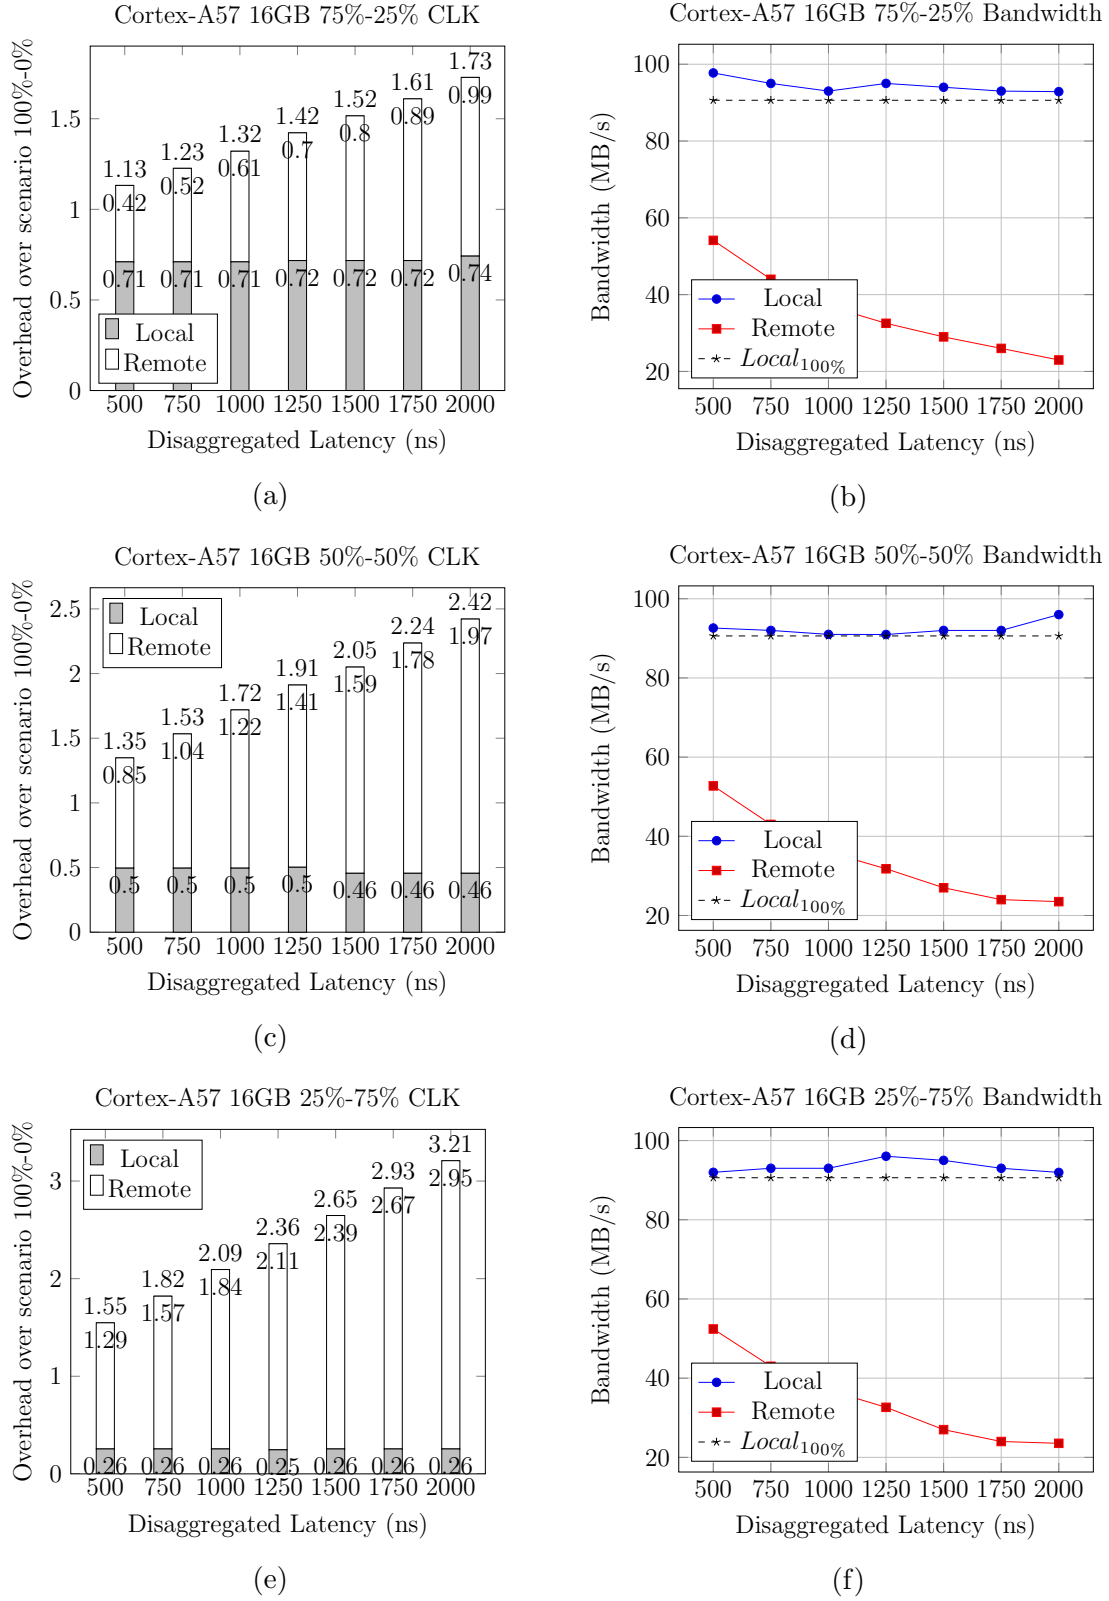 Cortex-A57 16GB 75%-25% CLK
Overhead over scenario 100%-0%
1.13 1.23 1.32 1.42 1.52 1.61 1.73
0.42 0.52 0.61 0.7 0.8 0.89 0.99
0.71 0.71 0.71 0.72 0.72 0.72 0.74
1.5
1
0.5
0
Local
Remote
500 750 1000 1250 1500 1750 2000
Disaggregated Latency (ns)
(a)
Cortex-A57 16GB 75%-25% Bandwidth
Bandwidth (MB/s)
100
80
60
40
20
Local
Remote
Local100%
500 750 1000 1250 1500 1750 2000
Disaggregated Latency (ns)
(b)
Cortex-A57 16GB 50%-50% CLK
Overhead over scenario 100%-0%
1.35 1.53 1.72 1.91 2.05 2.24 2.42
0.85 1.04 1.22 1.41 1.59 1.78 1.97
0.5 0.5 0.5 0.5 0.46 0.46 0.46
2.5
2
1.5
1
0.5
0
Local
Remote
500 750 1000 1250 1500 1750 2000
Disaggregated Latency (ns)
(c)
Cortex-A57 16GB 50%-50% Bandwidth
Bandwidth (MB/s)
100
80
60
40
20
Local
Remote
Local100%
500 750 1000 1250 1500 1750 2000
Disaggregated Latency (ns)
(d)
Cortex-A57 16GB 25%-75% CLK
Overhead over scenario 100%-0%
1.55 1.82 2.09 2.36 2.65 2.93 3.21
1.29 1.57 1.84 2.11 2.39 2.67 2.95
0.26 0.26 0.26 0.25 0.26 0.26 0.26
3
2
1
0
Local
Remote
500 750 1000 1250 1500 1750 2000
Disaggregated Latency (ns)
(e)
Cortex-A57 16GB 25%-75% Bandwidth
Bandwidth (MB/s)
100
80
60
40
20
Local
Remote
Local100%
500 750 1000 1250 1500 1750 2000
Disaggregated Latency (ns)
(f)